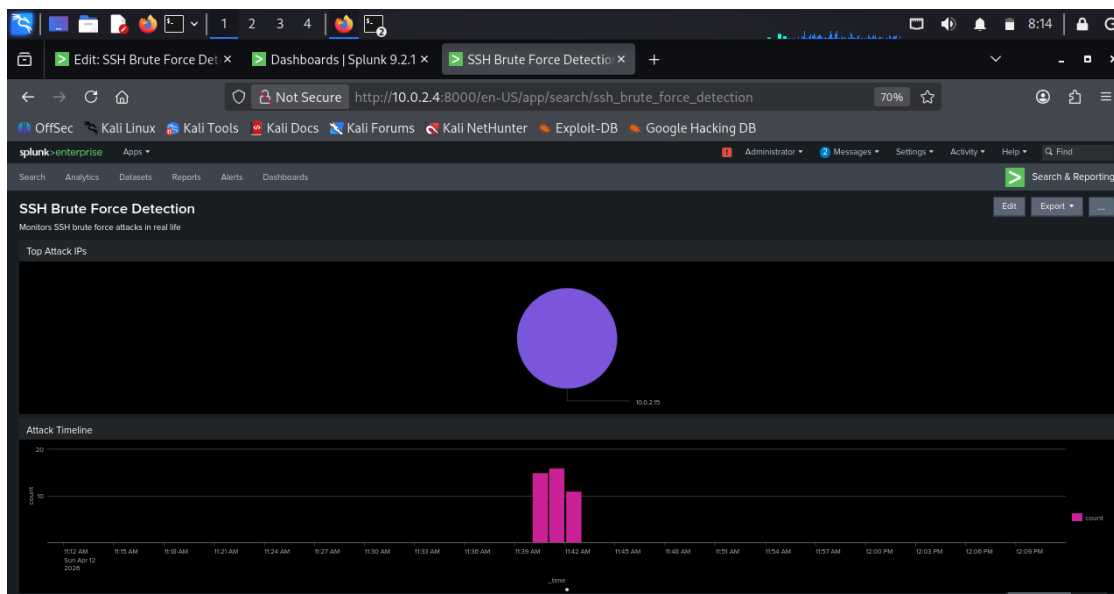 1 2 3 4 2 8:14
Edit: SSH Brute Force Det Dashboards | Splunk 9.2.1 SSH Brute Force Detectio
Not Secure http://10.0.2.4:8000/en-US/app/search/ssh_brute_force_detection 70%
OffSec Kali Linux Kali Tools Kali Docs Kali Forums Kali NetHunter Exploit-DB Google Hacking DB
splunk>enterprise Apps ! Administrator 2 Messages Settings Activity Help Find
Search Analytics Datasets Reports Alerts Dashboards Search & Reporting
SSH Brute Force Detection Edit Export ...
Monitors SSH brute force attacks in real life
Top Attack IPs
10.0.2.15
Attack Timeline
20
count
10
count
11:12 AM 11:15 AM 11:18 AM 11:21 AM 11:24 AM 11:27 AM 11:30 AM 11:33 AM 11:36 AM 11:39 AM 11:42 AM 11:45 AM 11:48 AM 11:51 AM 11:54 AM 11:57 AM 12:00 PM 12:03 PM 12:06 PM 12:09 PM
Sun Apr 12
2026
_time